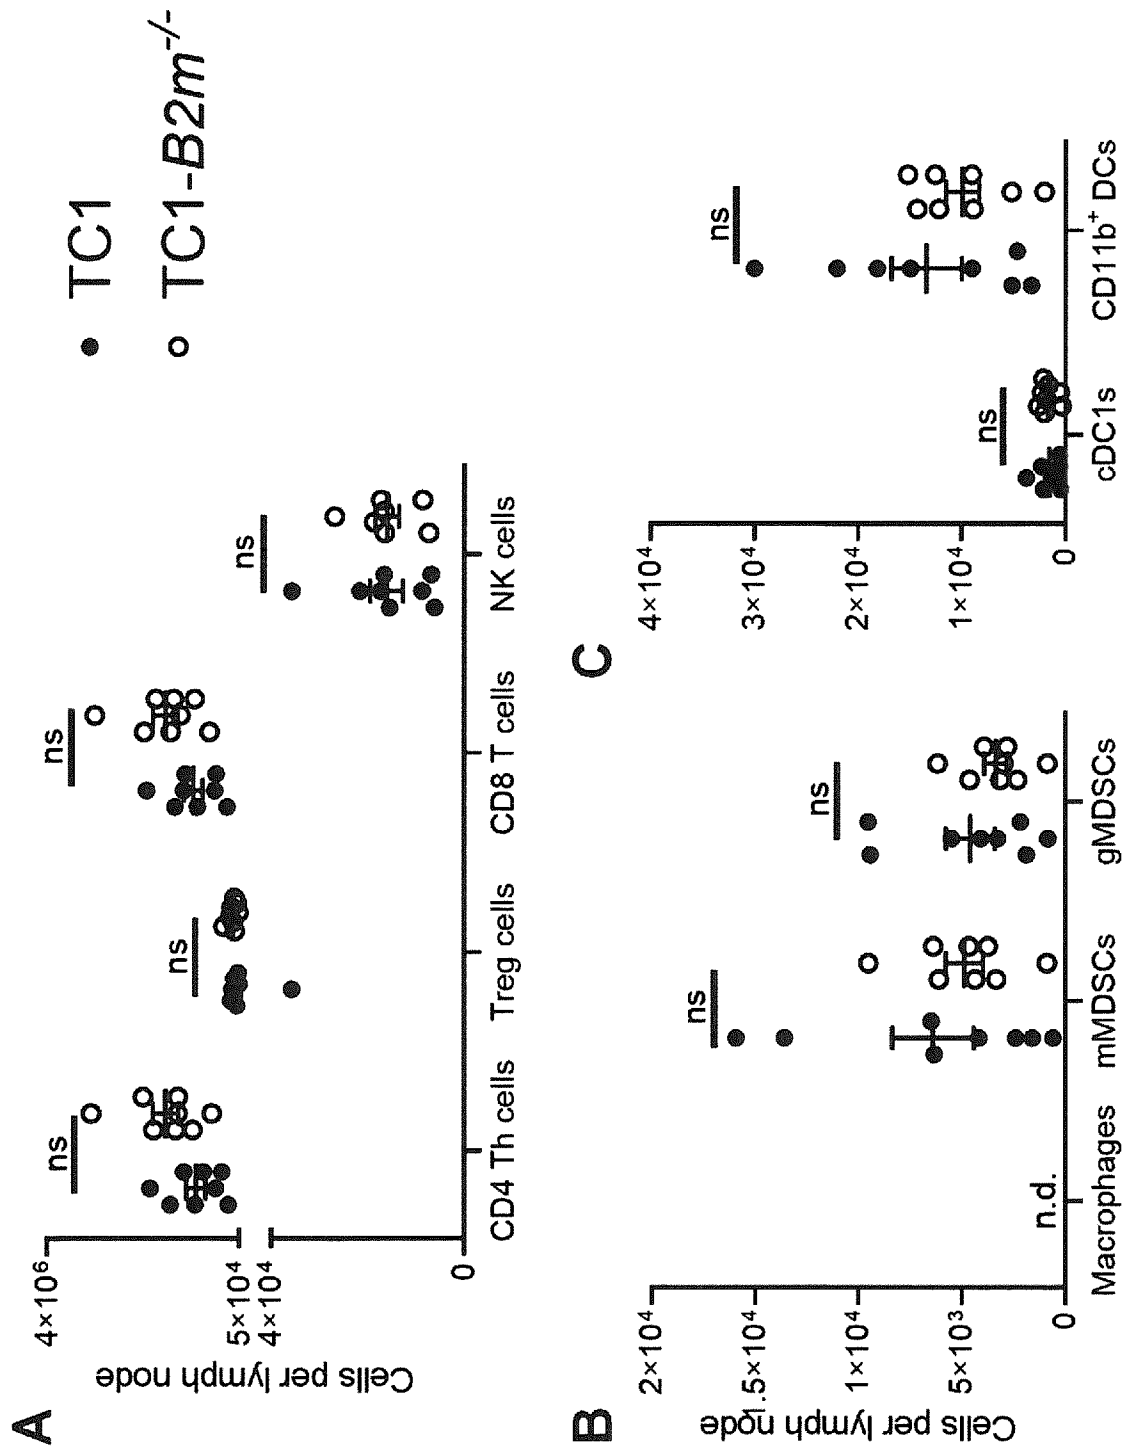 A
Cells per lymph node
4×10⁶
5×10⁴
4×10⁴
0
ns
ns
ns
ns
CD4 Th cells
Treg cells
CD8 T cells
NK cells
TC1
TC1-B2m⁻/⁻
B
Cells per lymph node
2×10⁴
1.5×10⁴
1×10⁴
5×10³
0
n.d.
ns
ns
Macrophages
mMDSCs
gMDSCs
C
4×10⁴
3×10⁴
2×10⁴
1×10⁴
0
ns
ns
cDC1s
CD11b⁺ DCs